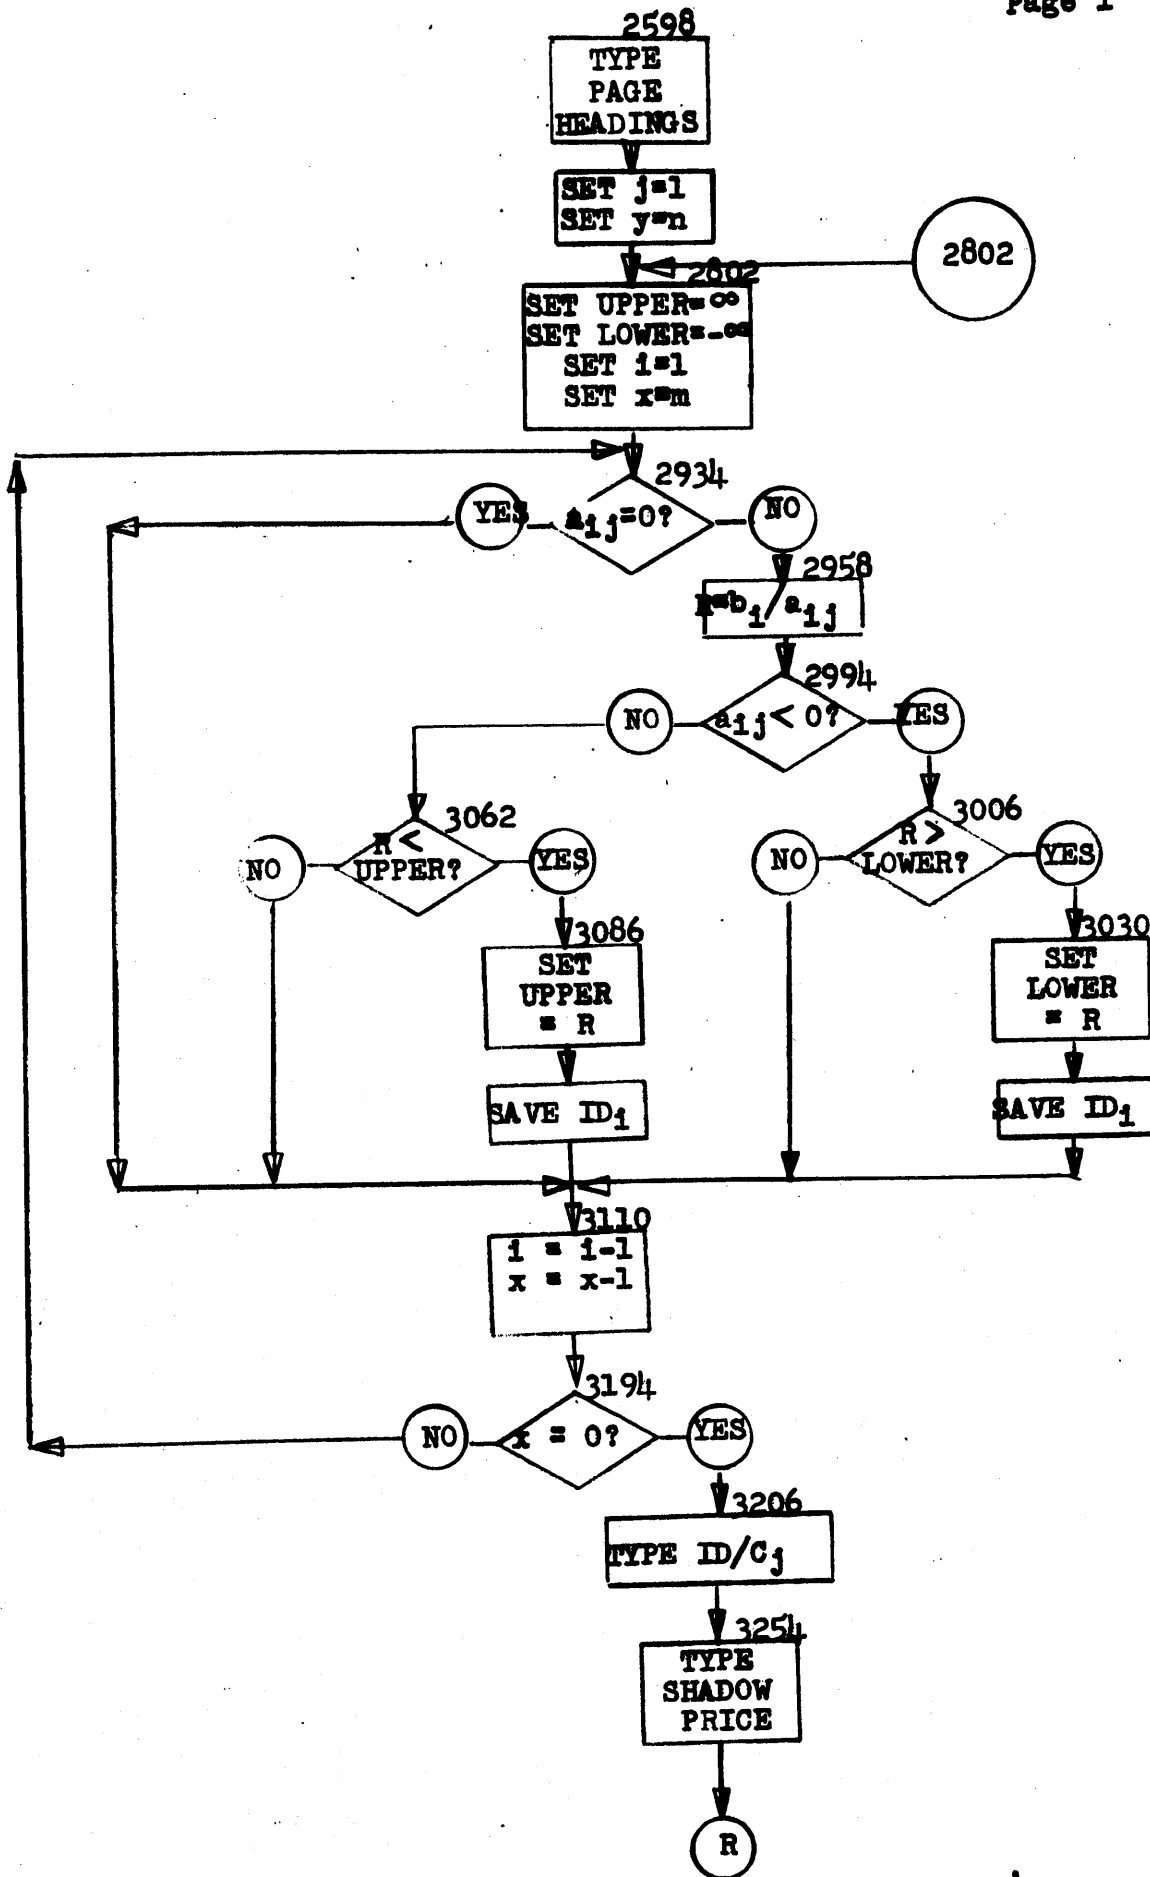 Page 1
2598
TYPE
PAGE
HEADINGS
SET j=1
SET y=n
2802
2802
SET UPPER=∞
SET LOWER=-∞
SET i=1
SET x=m
2934
YES
aij=0?
NO
2958
R=bi/aij
2994
NO
aij< 0?
YES
3062
R <
UPPER?
NO
YES
3006
R >
LOWER?
NO
YES
3086
SET
UPPER
= R
3030
SET
LOWER
= R
SAVE IDi
SAVE IDi
3110
i = i-1
x = x-1
3194
NO
x = 0?
YES
3206
TYPE ID/Cj
3254
TYPE
SHADOW
PRICE
R